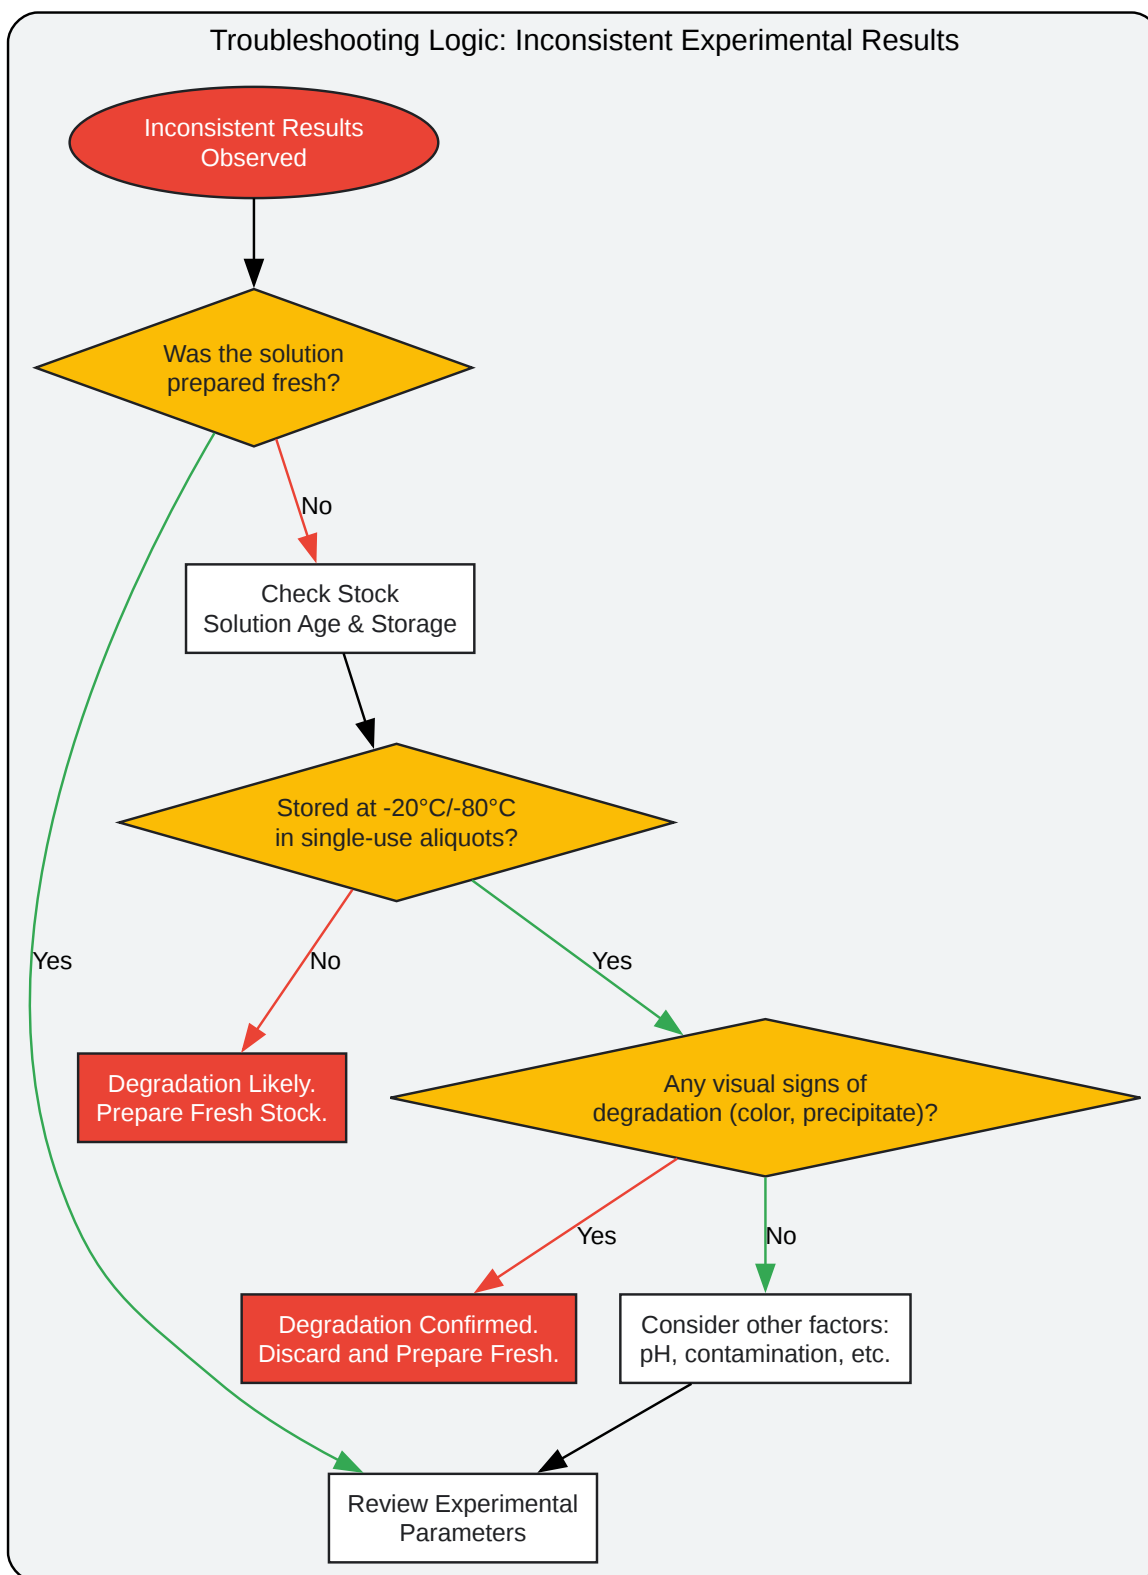 Troubleshooting Logic: Inconsistent Experimental Results
Inconsistent Results
Observed
Was the solution
prepared fresh?
No
Check Stock
Solution Age & Storage
Stored at -20°C/-80°C
in single-use aliquots?
Yes
No
Yes
Degradation Likely.
Prepare Fresh Stock.
Any visual signs of
degradation (color, precipitate)?
Yes
No
Degradation Confirmed.
Discard and Prepare Fresh.
Consider other factors:
pH, contamination, etc.
Review Experimental
Parameters